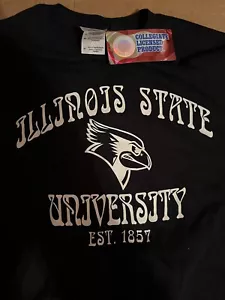 COLLEGIATE
LICENSED
PRODUCT
ILLINOIS STATE
UNIVERSITY
EST. 1857